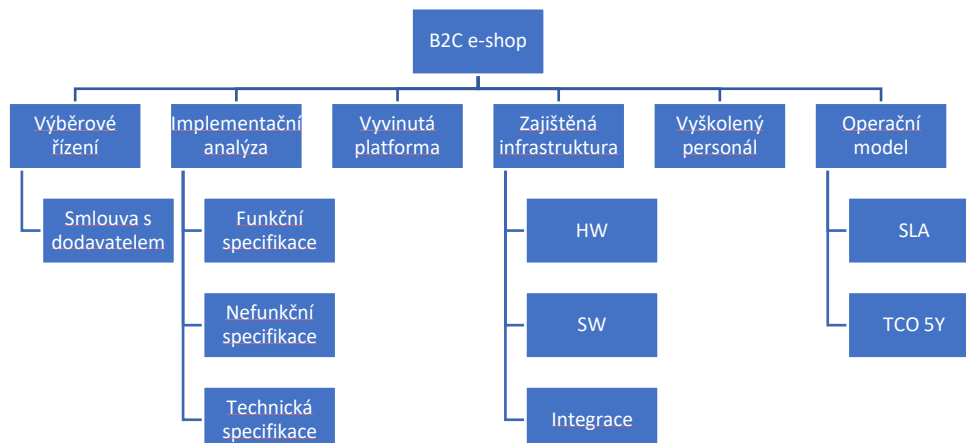 B2C e-shop
Výběrové
řízení
Implementační
analýza
Vyvinutá
platforma
Zajištěná
infrastruktura
Vyškolený
personál
Operační
model
Smlouva s
dodavatelem
Funkční
specifikace
HW
SLA
Nefunkční
specifikace
SW
TCO 5Y
Technická
specifikace
Integrace